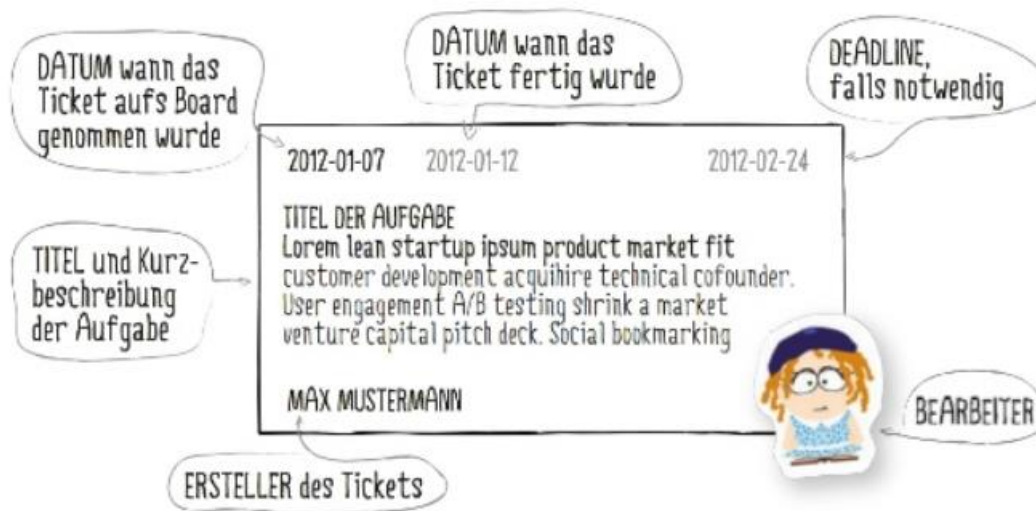 DATUM wann das
Ticket aufs Board
genommen wurde
DATUM wann das
Ticket fertig wurde
DEADLINE,
falls notwendig
2012-01-07 2012-01-12 2012-02-24
TITEL DER AUFGABE
Lorem lean startup ipsum product market fit
customer development acquihire technical cofounder.
User engagement A/B testing shrink a market
venture capital pitch deck. Social bookmarking
TITEL und Kurz-
beschreibung
der Aufgabe
MAX MUSTERMANN
BEARBEITER
ERSTELLER des Tickets